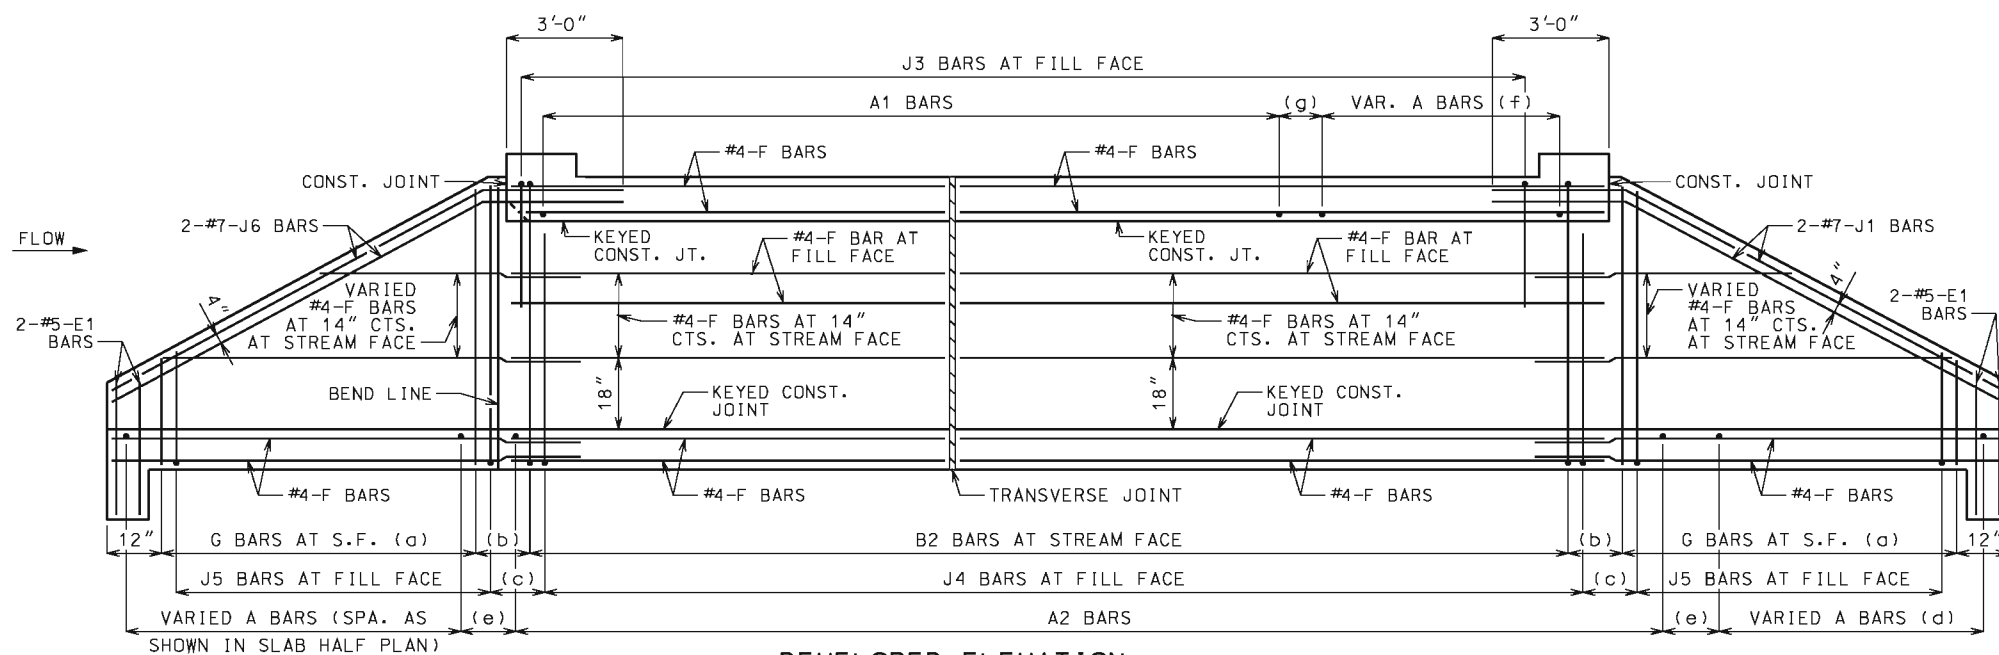 3'-0"
3'-0"
J3 BARS AT FILL FACE
A1 BARS
(g)
VAR. A BARS (f)
#4-F BARS
#4-F BARS
CONST. JOINT
CONST. JOINT
2-#7-J6 BARS
2-#7-J1 BARS
FLOW
KEYED
CONST. JT.
#4-F BAR AT
FILL FACE
KEYED
CONST. JT.
#4-F BAR AT
FILL FACE
4"
4"
VARIED
#4-F BARS
AT 14" CTS.
AT STREAM FACE
VARIED
#4-F BARS
AT 14" CTS.
AT STREAM FACE
2-#5-E1
BARS
2-#5-E1
BARS
#4-F BARS AT 14"
CTS. AT STREAM FACE
#4-F BARS AT 14"
CTS. AT STREAM FACE
BEND LINE
18"
KEYED CONST.
JOINT
18"
KEYED CONST.
JOINT
#4-F BARS
#4-F BARS
TRANSVERSE JOINT
#4-F BARS
#4-F BARS
12"
G BARS AT S.F. (a)
(b)
B2 BARS AT STREAM FACE
(b)
G BARS AT S.F. (a)
12"
J5 BARS AT FILL FACE
(c)
J4 BARS AT FILL FACE
(c)
J5 BARS AT FILL FACE
VARIED A BARS (SPA. AS
SHOWN IN SLAB HALF PLAN)
(e)
A2 BARS
(e)
VARIED A BARS (d)
DEVELOPED ELEVATION